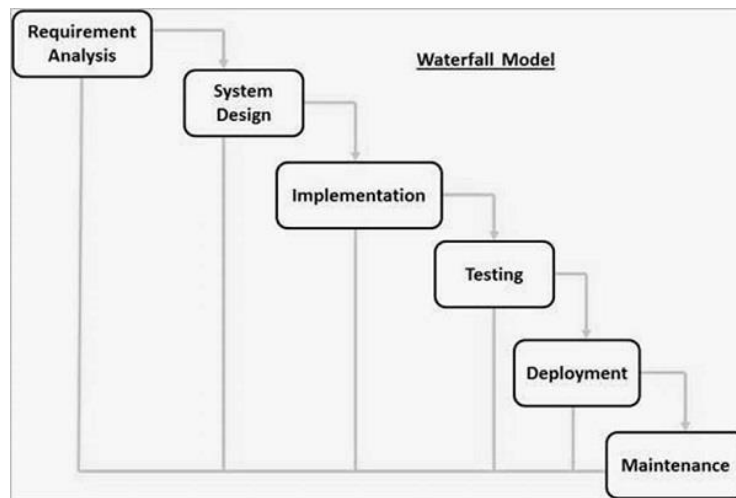 Requirement
Analysis
Waterfall Model
System
Design
Implementation
Testing
Deployment
Maintenance